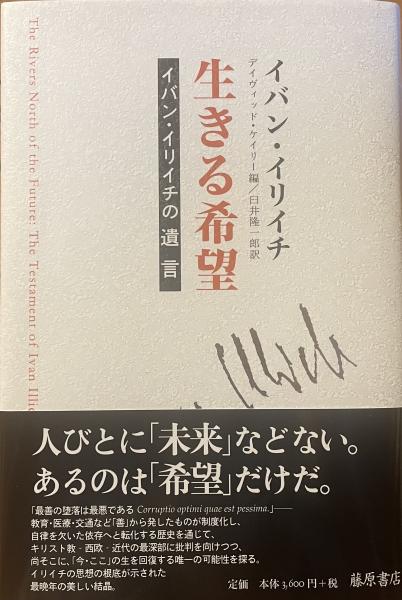 イバン・イリイチ
デイヴィッド・ケイリー編／臼井隆一郎訳
生きる希望
イバン・イリイチの遺言
The Rivers North of the Future: The Testament of Ivan Illic
人びとに「未来」などない。
あるのは「希望」だけだ。
「最善の堕落は最悪である Corruptio optimi quae est pessima.」――
教育・医療・交通など「善」から発したものが制度化し、
自律を欠いた依存へと転化する歴史を通じて、
キリスト教－西欧－近代の最深部に批判を向けつつ、
尚そこに、「今・ここ」の生を回復する唯一の可能性を探る。
イリイチの思想の根底が示された
最晩年の美しい結晶。
定価 本体3,600円＋税 藤原書店